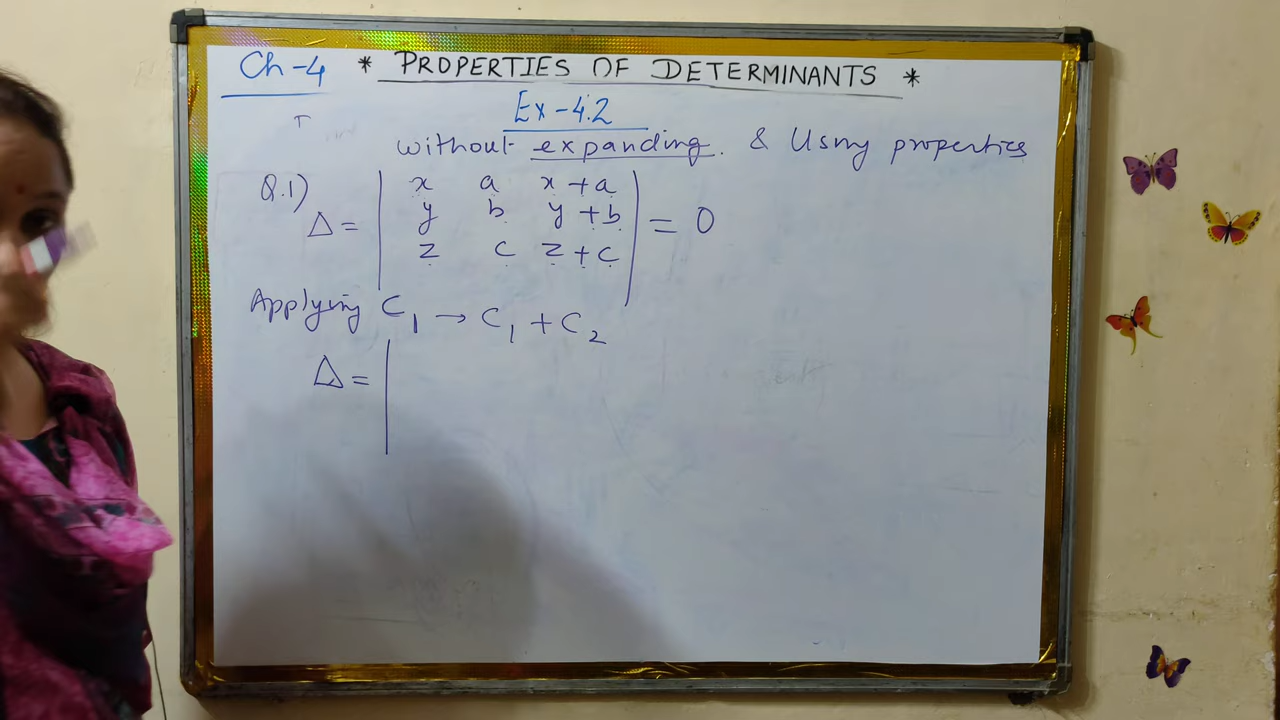 Ch-4 * PROPERTIES OF DETERMINANTS *
Ex-4.2
without expanding. & Using properties
Q.1)
Δ = | x a x+a |
| y b y+b | = 0
| z c z+c |
Applying C₁ → C₁ + C₂
Δ = |